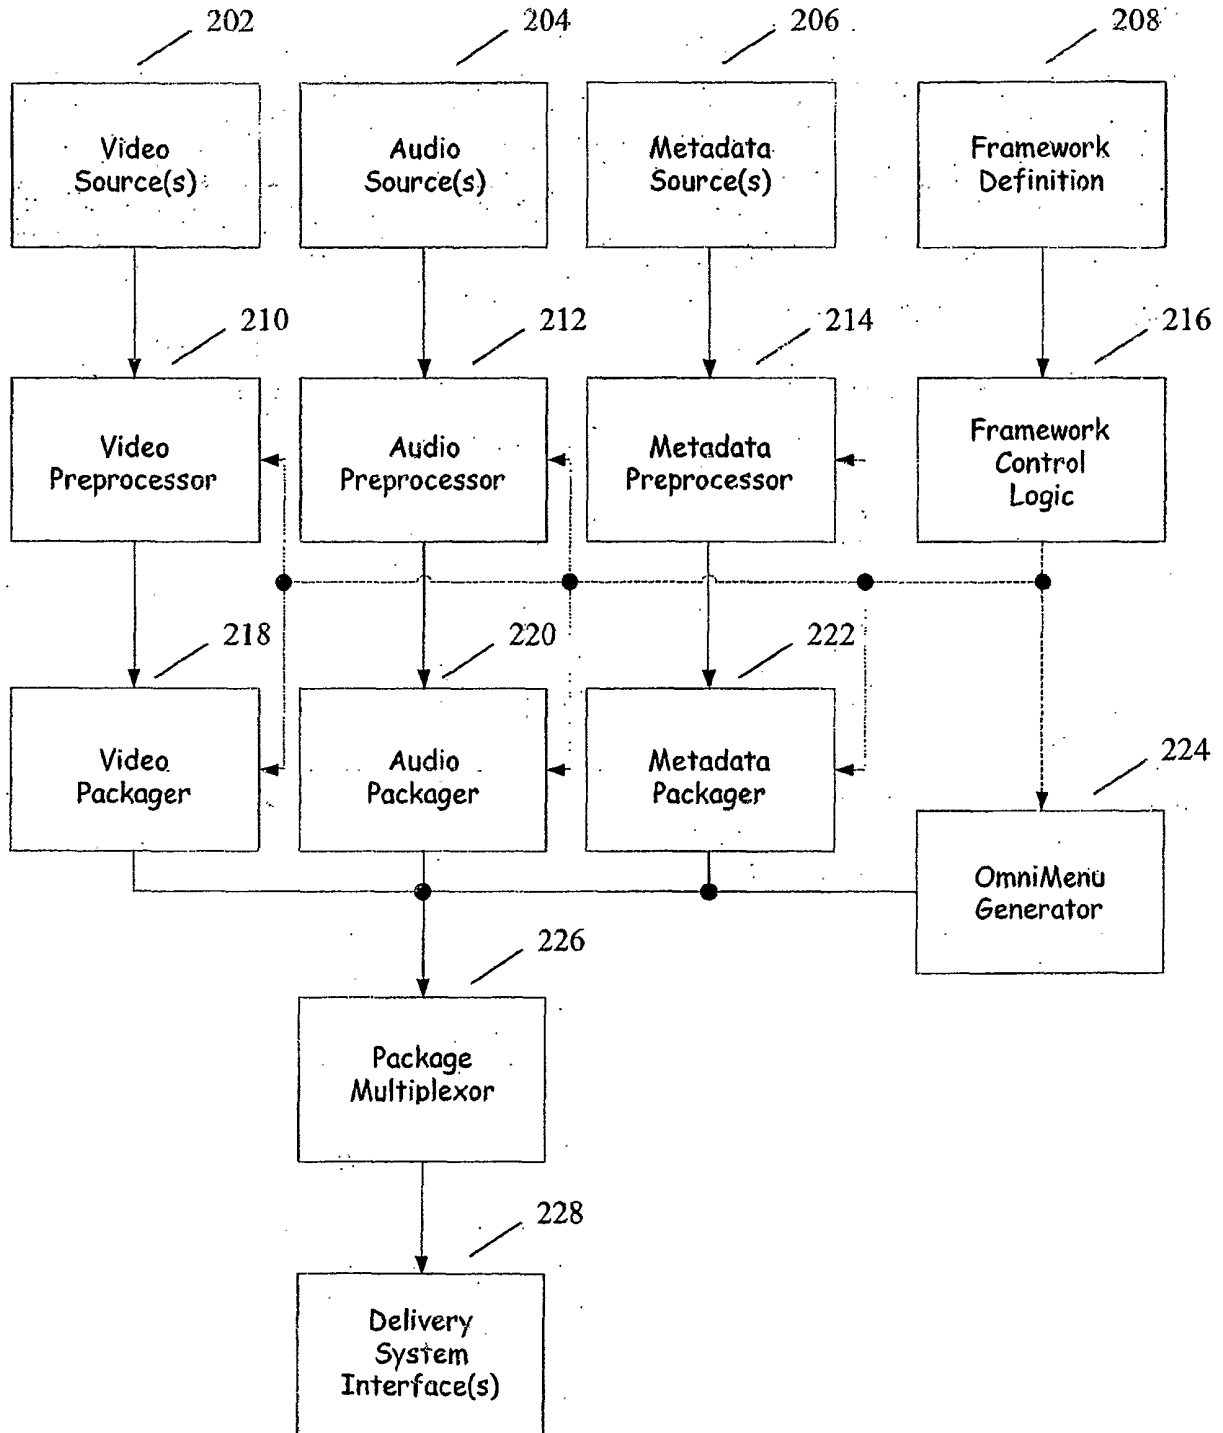 202
204
206
208
Video
Source(s)
Audio
Source(s)
Metadata
Source(s)
Framework
Definition
210
212
214
216
Video
Preprocessor
Audio
Preprocessor
Metadata
Preprocessor
Framework
Control
Logic
218
220
222
224
Video
Packager
Audio
Packager
Metadata
Packager
OmniMenu
Generator
226
Package
Multiplexor
228
Delivery
System
Interface(s)